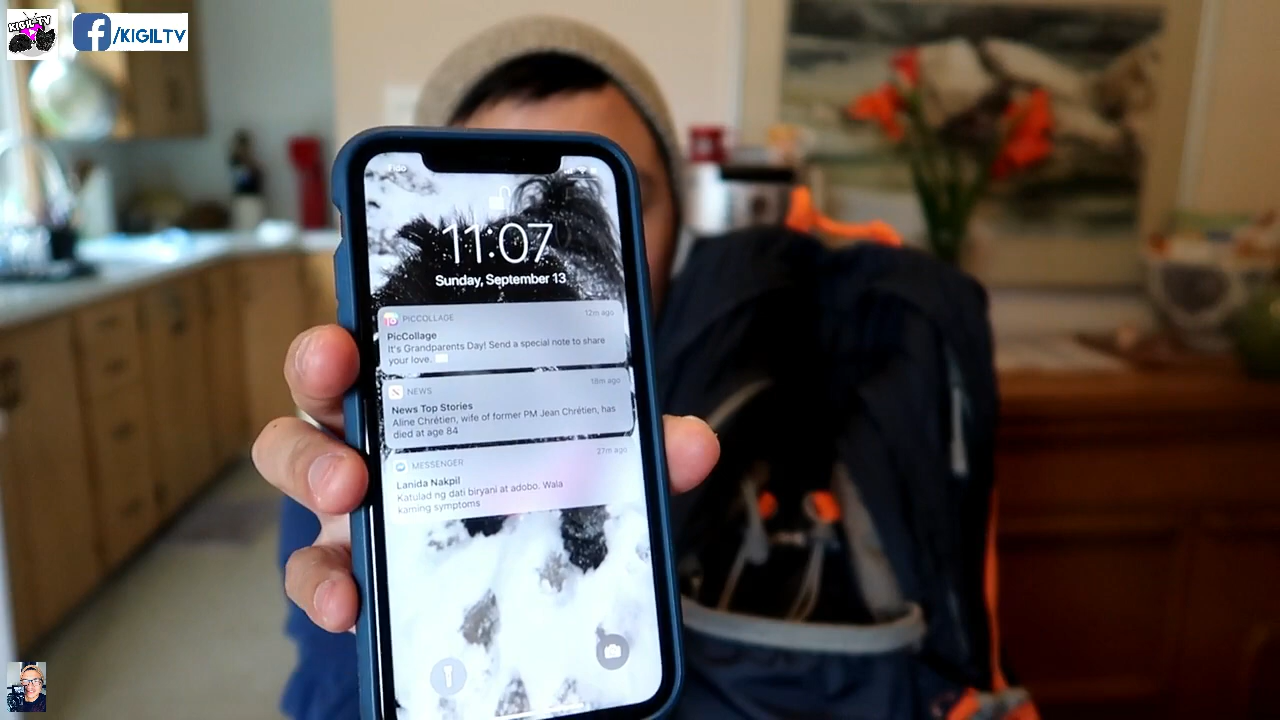 KIGIL TV
f/KIGILTV
11:07
Sunday, September 13
PICCOLLAGE 12m ago
PicCollage
It's Grandparents Day! Send a special note to share
your love.
NEWS 18m ago
News Top Stories
Aline Chrétien, wife of former PM Jean Chrétien, has
died at age 84
MESSENGER 27m ago
Lanida Nakpil
Katulad ng dati biryani at adobo. Wala
kaming symptoms